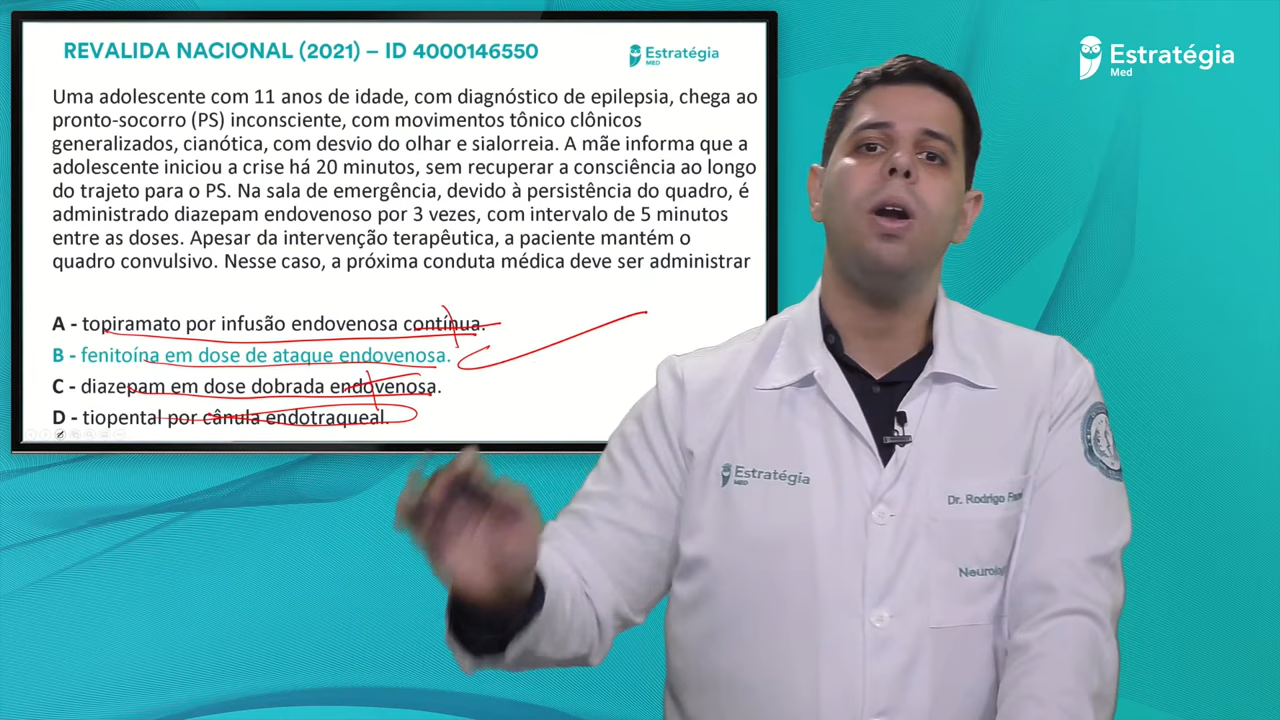 REVALIDA NACIONAL (2021) – ID 4000146550
Estratégia
MED
Estratégia
Med
Uma adolescente com 11 anos de idade, com diagnóstico de epilepsia, chega ao
pronto-socorro (PS) inconsciente, com movimentos tônico clônicos
generalizados, cianótica, com desvio do olhar e sialorreia. A mãe informa que a
adolescente iniciou a crise há 20 minutos, sem recuperar a consciência ao longo
do trajeto para o PS. Na sala de emergência, devido à persistência do quadro, é
administrado diazepam endovenoso por 3 vezes, com intervalo de 5 minutos
entre as doses. Apesar da intervenção terapêutica, a paciente mantém o
quadro convulsivo. Nesse caso, a próxima conduta médica deve ser administrar
A - topiramato por infusão endovenosa contínua.
B - fenitoína em dose de ataque endovenosa.
C - diazepam em dose dobrada endovenosa.
D - tiopental por cânula endotraqueal.
Estratégia
MED
Dr. Rodrigo